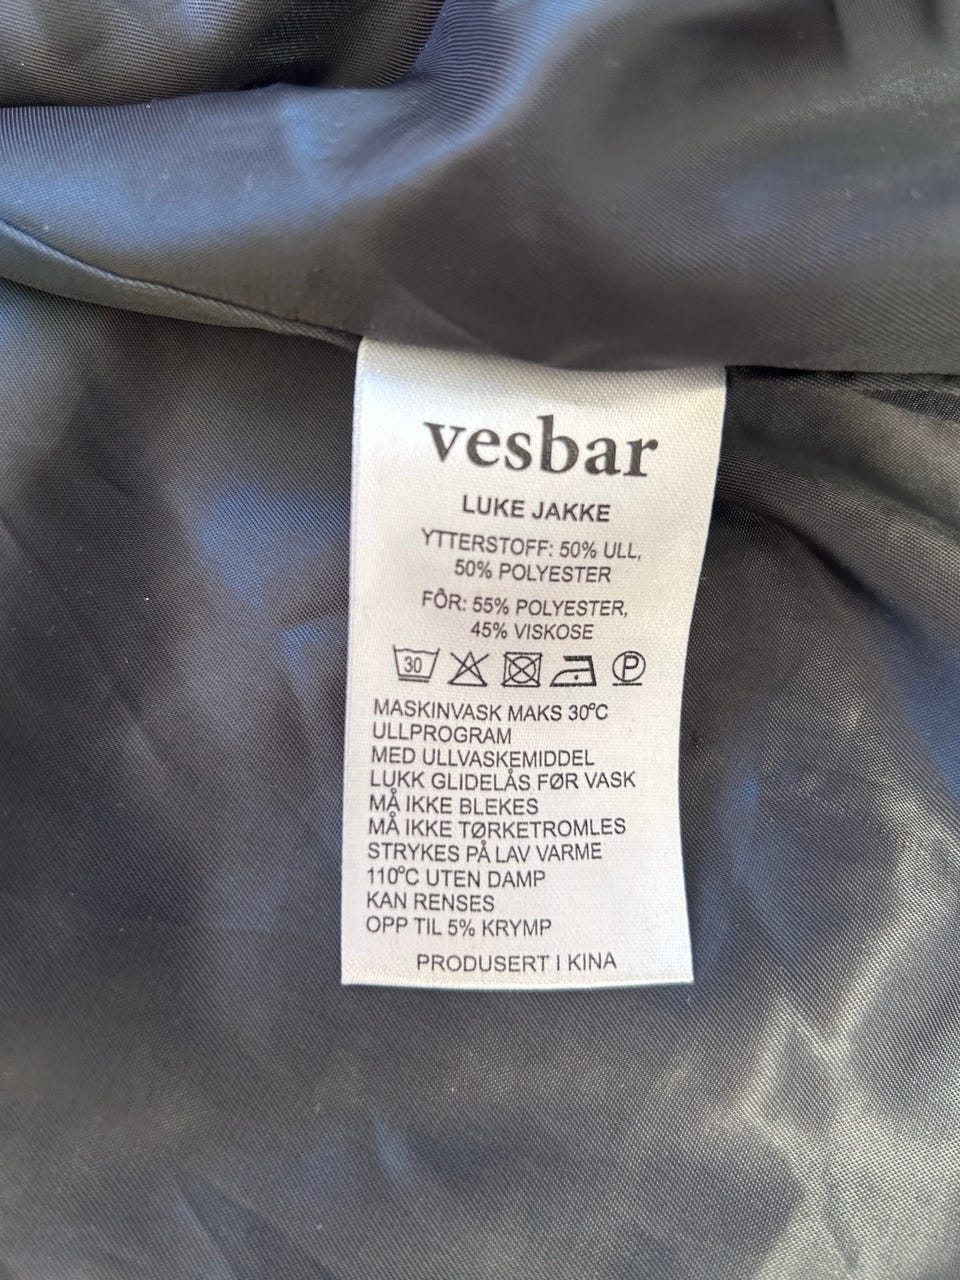 vesbar
LUKE JAKKE
YTTERSTOFF: 50% ULL,
50% POLYESTER
FÔR: 55% POLYESTER,
45% VISKOSE
30 P
MASKINVASK MAKS 30°C
ULLPROGRAM
MED ULLVASKEMIDDEL
LUKK GLIDELÅS FØR VASK
MÅ IKKE BLEKES
MÅ IKKE TØRKETROMLES
STRYKES PÅ LAV VARME
110°C UTEN DAMP
KAN RENSES
OPP TIL 5% KRYMP
PRODUSERT I KINA